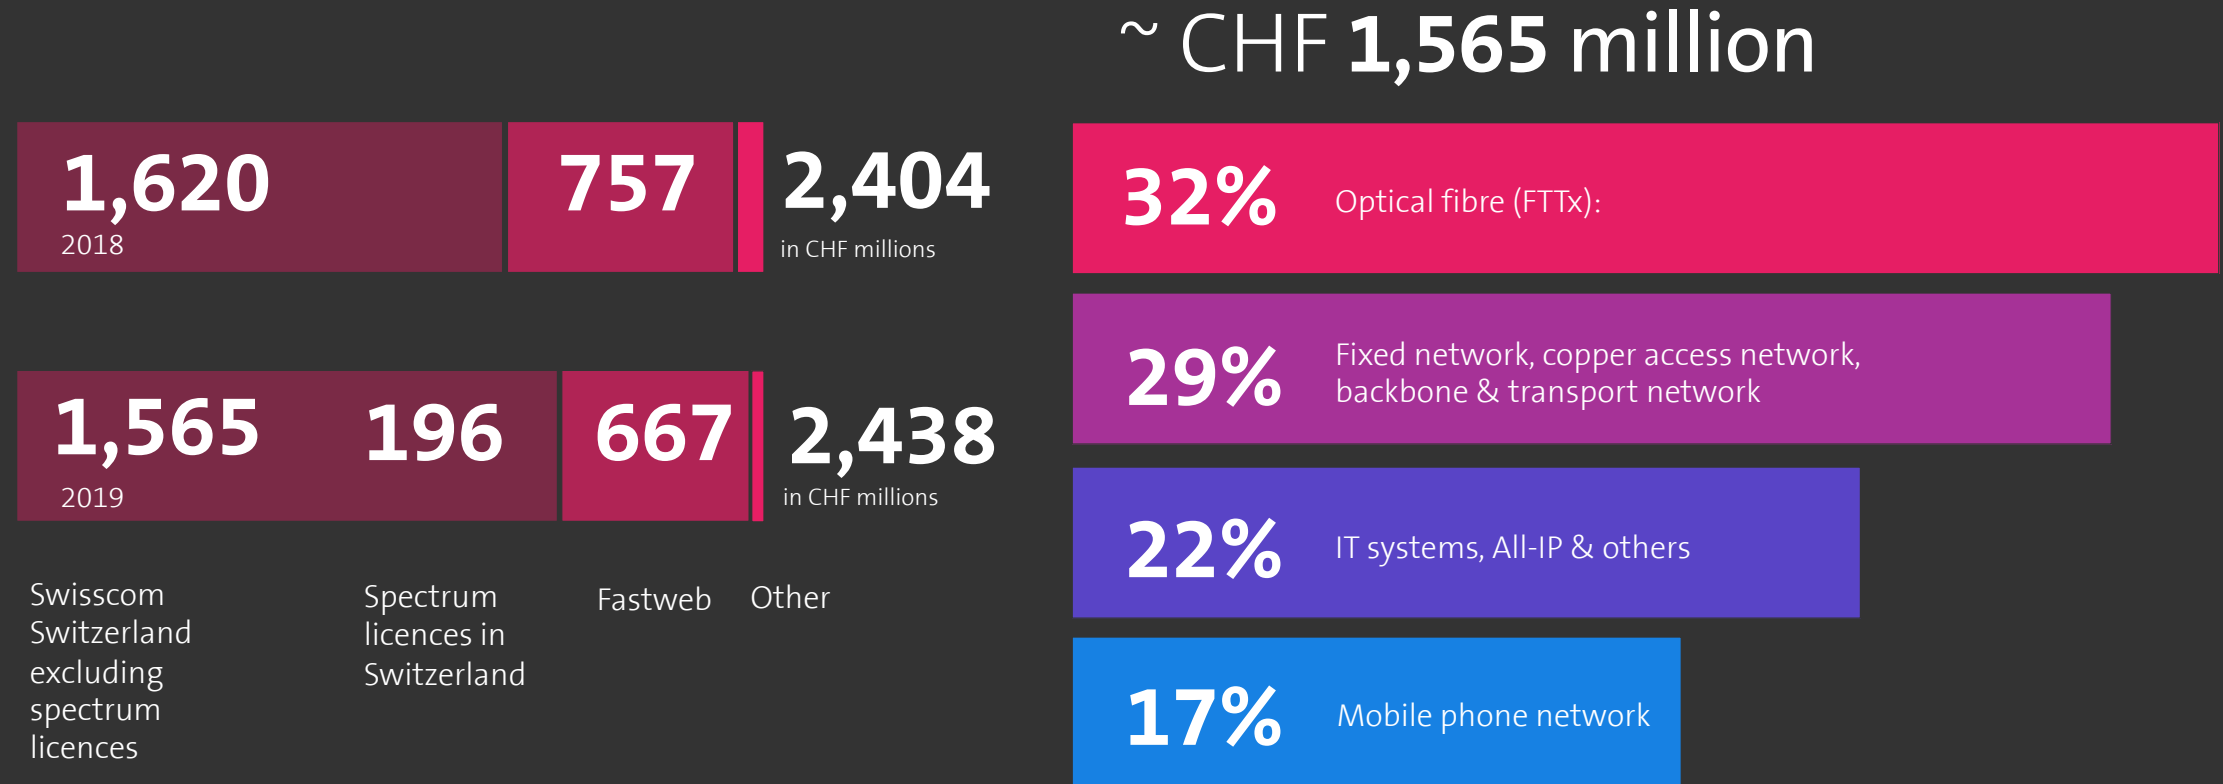 ~ CHF 1,565 million
1,620
2018
757
2,404
in CHF millions
1,565
2019
196
667
2,438
in CHF millions
Swisscom
Switzerland
excluding
spectrum
licences
Spectrum
licences in
Switzerland
Fastweb
Other
32%
Optical fibre (FTTx):
29%
Fixed network, copper access network,
backbone & transport network
22%
IT systems, All-IP & others
17%
Mobile phone network